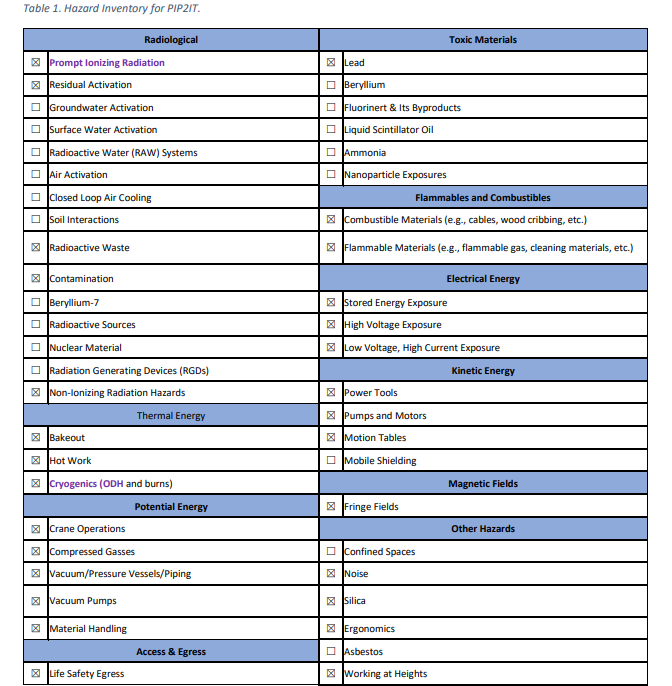 Table 1. Hazard Inventory for PIP2IT.
Radiological
☒ Prompt Ionizing Radiation
☒ Residual Activation
☐ Groundwater Activation
☐ Surface Water Activation
☐ Radioactive Water (RAW) Systems
☐ Air Activation
☐ Closed Loop Air Cooling
☐ Soil Interactions
☒ Radioactive Waste
☒ Contamination
☐ Beryllium-7
☐ Radioactive Sources
☐ Nuclear Material
☐ Radiation Generating Devices (RGDs)
☒ Non-Ionizing Radiation Hazards
Thermal Energy
☒ Bakeout
☒ Hot Work
☒ Cryogenics (ODH and burns)
Potential Energy
☒ Crane Operations
☒ Compressed Gasses
☒ Vacuum/Pressure Vessels/Piping
☒ Vacuum Pumps
☒ Material Handling
Access & Egress
☒ Life Safety Egress
Toxic Materials
☒ Lead
☐ Beryllium
☐ Fluorinert & Its Byproducts
☐ Liquid Scintillator Oil
☐ Ammonia
☐ Nanoparticle Exposures
Flammables and Combustibles
☒ Combustible Materials (e.g., cables, wood cribbing, etc.)
☒ Flammable Materials (e.g., flammable gas, cleaning materials, etc.)
Electrical Energy
☒ Stored Energy Exposure
☒ High Voltage Exposure
☒ Low Voltage, High Current Exposure
Kinetic Energy
☒ Power Tools
☒ Pumps and Motors
☒ Motion Tables
☐ Mobile Shielding
Magnetic Fields
☒ Fringe Fields
Other Hazards
☐ Confined Spaces
☒ Noise
☒ Silica
☒ Ergonomics
☐ Asbestos
☒ Working at Heights